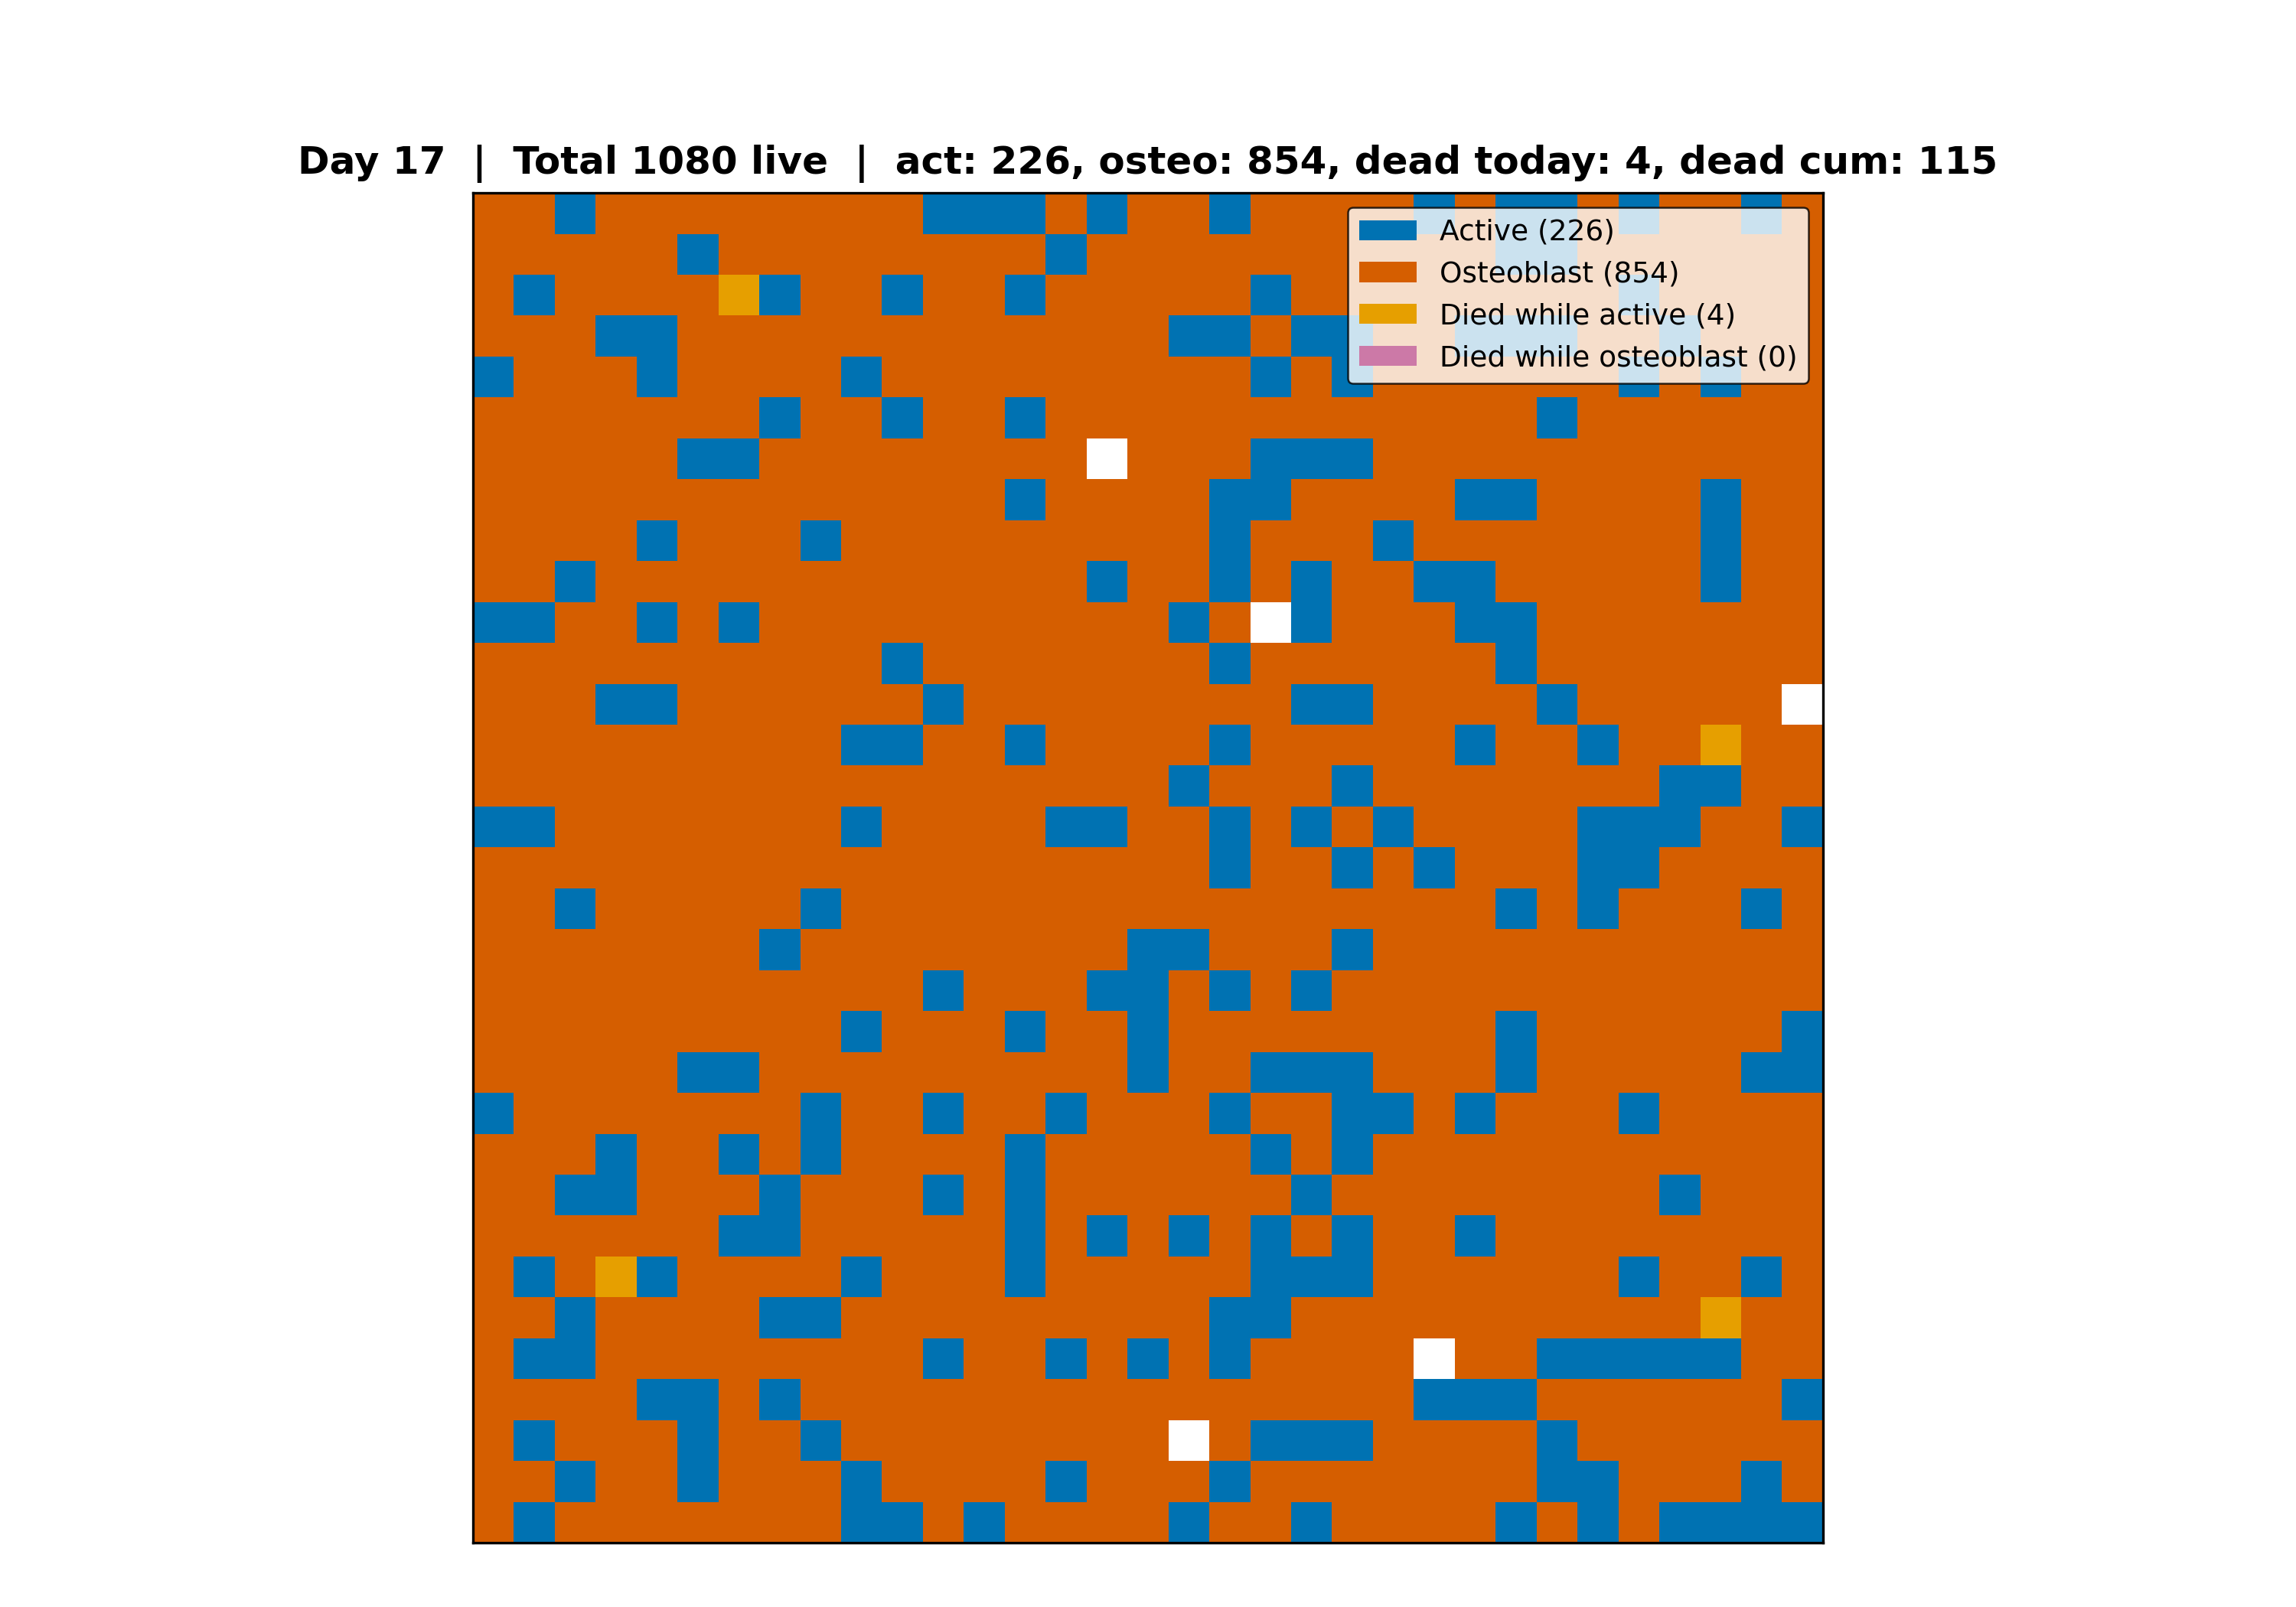 Day 17 | Total 1080 live | act: 226, osteo: 854, dead today: 4, dead cum: 115
Active (226)
Osteoblast (854)
Died while active (4)
Died while osteoblast (0)